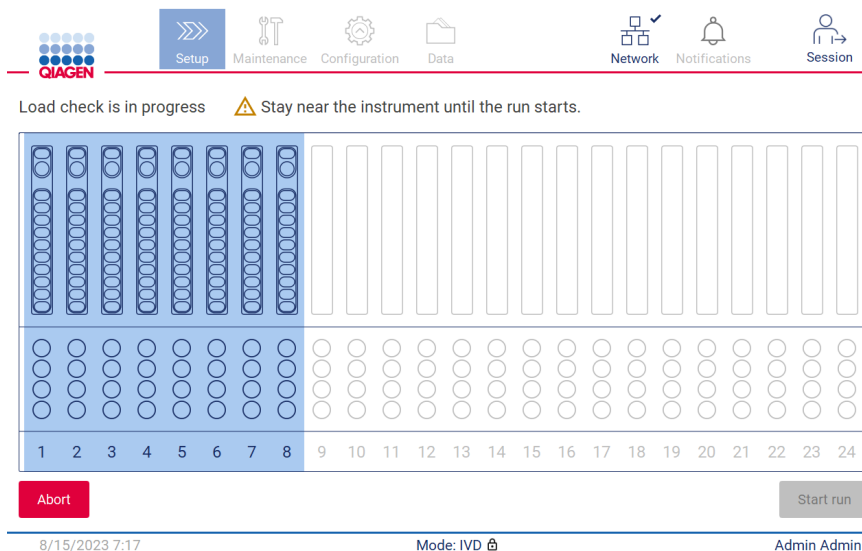 QIAGEN
Setup Maintenance Configuration Data Network Notifications Session
Load check is in progress Stay near the instrument until the run starts.
1 2 3 4 5 6 7 8 9 10 11 12 13 14 15 16 17 18 19 20 21 22 23 24
Abort Start run
8/15/2023 7:17 Mode: IVD Admin Admin